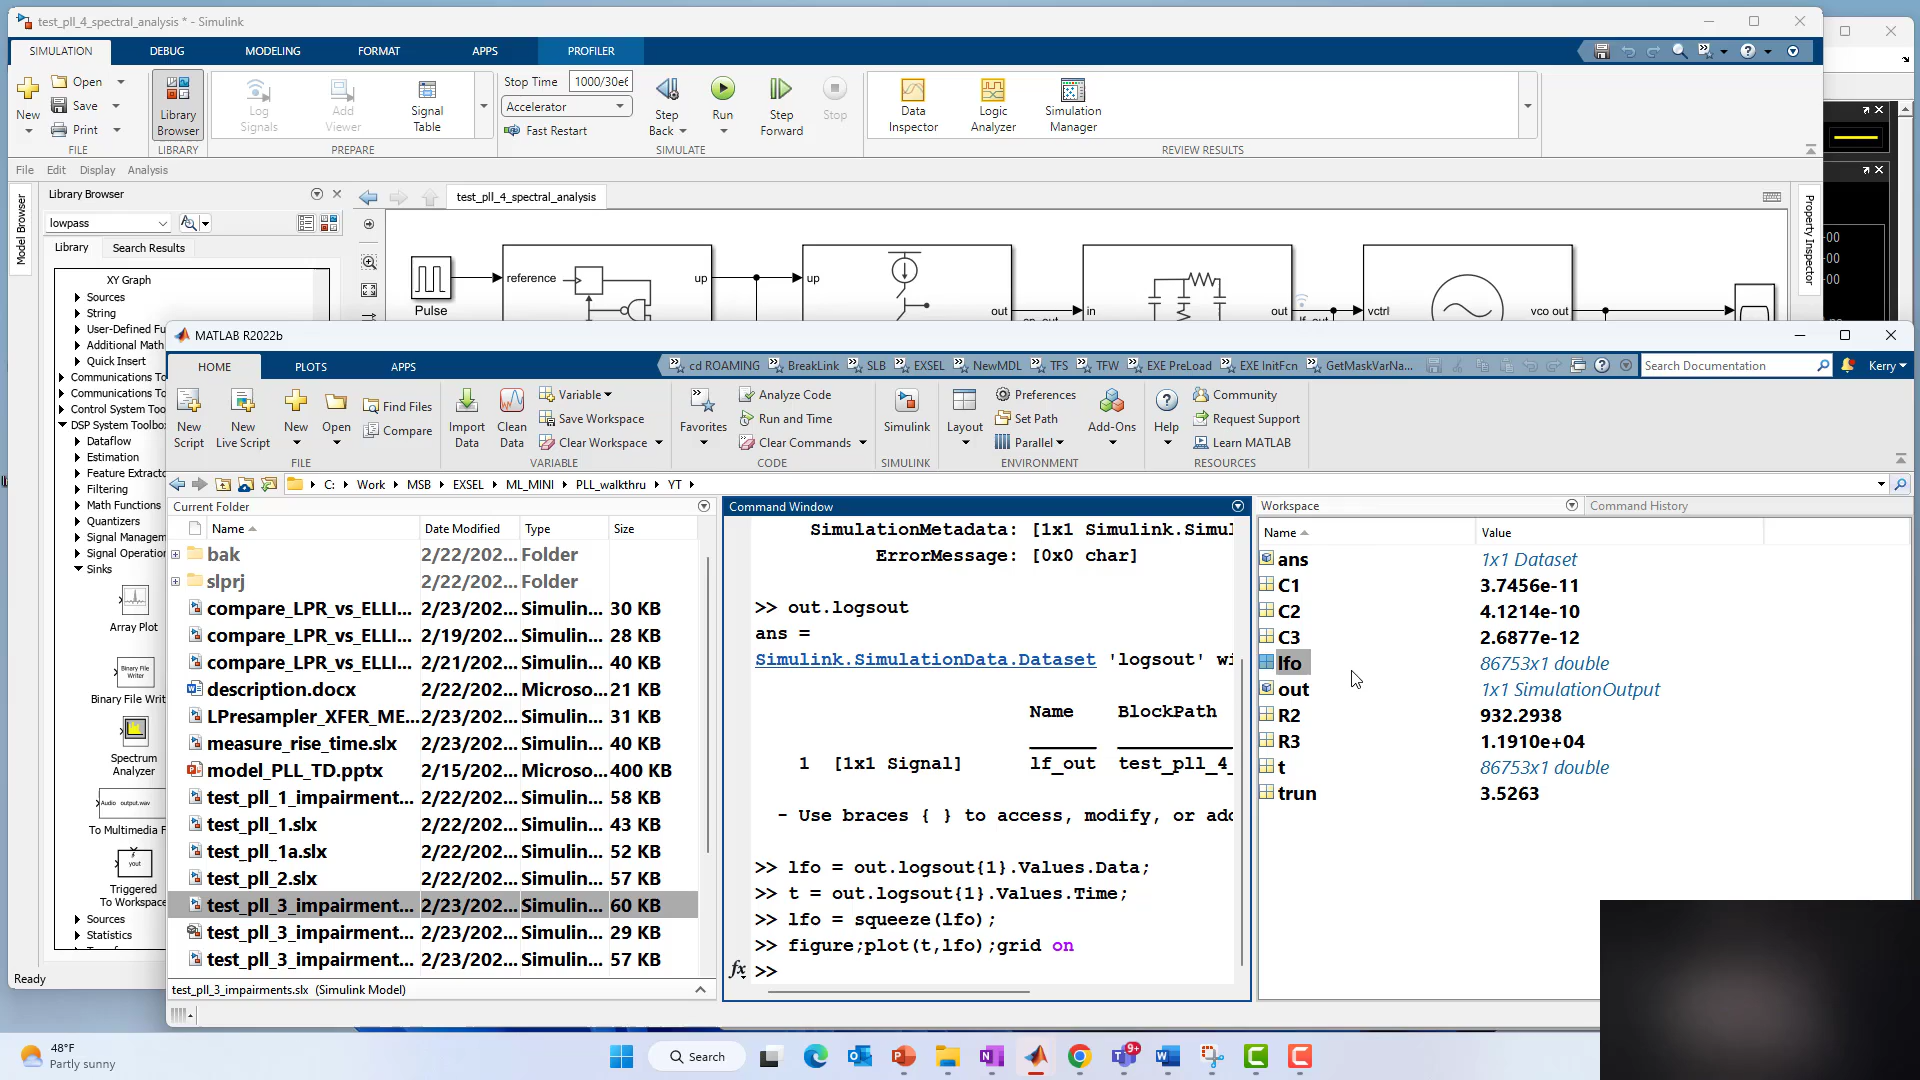 test_pll_4_spectral_analysis * - Simulink
SIMULATION
DEBUG
MODELING
FORMAT
APPS
PROFILER
New
Open
Save
Print
FILE
Library
Browser
LIBRARY
Log
Signals
Add
Viewer
Signal
Table
PREPARE
Stop Time
1000/30e6
Accelerator
Fast Restart
Step
Back
Run
Step
Forward
Stop
SIMULATE
Data
Inspector
Logic
Analyzer
Simulation
Manager
REVIEW RESULTS
File Edit Display Analysis
Model Browser
Library Browser
lowpass
Library
Search Results
XY Graph
Sources
String
User-Defined Fu
Additional Math
Quick Insert
Communications To
Communications To
Control System Too
DSP System Toolbox
Dataflow
Estimation
Feature Extracto
Filtering
Math Functions
Quantizers
Signal Managem
Signal Operatio
Sinks
Array Plot
Binary File
Writer
Binary File Write
Spectrum
Analyzer
Audio output.wav
To Multimedia F
yout
Triggered
To Workspace
Sources
Statistics
Ready
test_pll_4_spectral_analysis
Pulse
reference
up
up
out
cp_out
in
out
lf_out
vctrl
vco out
Property Inspector
-00
-00
-00
MATLAB R2022b
HOME
PLOTS
APPS
cd ROAMING
BreakLink
SLB
EXSEL
NewMDL
TFS
TFW
EXE PreLoad
EXE InitFcn
GetMaskVarNa...
Search Documentation
Kerry
New
Script
New
Live Script
New
Open
Find Files
Compare
FILE
Import
Data
Clean
Data
Variable
Save Workspace
Clear Workspace
VARIABLE
Favorites
Analyze Code
Run and Time
Clear Commands
CODE
Simulink
SIMULINK
Layout
Preferences
Set Path
Parallel
Add-Ons
ENVIRONMENT
Help
Community
Request Support
Learn MATLAB
RESOURCES
C: Work MSB EXSEL ML_MINI PLL_walkthru YT
Current Folder
Name Date Modified Type Size
bak 2/22/202... Folder
slprj 2/22/202... Folder
compare_LPR_vs_ELLI... 2/23/202... Simulin... 30 KB
compare_LPR_vs_ELLI... 2/19/202... Simulin... 28 KB
compare_LPR_vs_ELLI... 2/21/202... Simulin... 40 KB
description.docx 2/22/202... Microso... 21 KB
LPresampler_XFER_ME... 2/23/202... Simulin... 31 KB
measure_rise_time.slx 2/23/202... Simulin... 40 KB
model_PLL_TD.pptx 2/15/202... Microso... 400 KB
test_pll_1_impairment... 2/22/202... Simulin... 58 KB
test_pll_1.slx 2/22/202... Simulin... 43 KB
test_pll_1a.slx 2/22/202... Simulin... 52 KB
test_pll_2.slx 2/22/202... Simulin... 57 KB
test_pll_3_impairment... 2/23/202... Simulin... 60 KB
test_pll_3_impairment... 2/23/202... Simulin... 29 KB
test_pll_3_impairment... 2/23/202... Simulin... 57 KB
test_pll_3_impairments.slx (Simulink Model)
Command Window
SimulationMetadata: [1x1 Simulink.Simul
ErrorMessage: [0x0 char]
>> out.logsout
ans =
Simulink.SimulationData.Dataset 'logsout' wi
Name BlockPath
1 [1x1 Signal] lf_out test_pll_4_
- Use braces { } to access, modify, or add
>> lfo = out.logsout{1}.Values.Data;
>> t = out.logsout{1}.Values.Time;
>> lfo = squeeze(lfo);
>> figure;plot(t,lfo);grid on
fx >>
Workspace
Command History
Name Value
ans 1x1 Dataset
C1 3.7456e-11
C2 4.1214e-10
C3 2.6877e-12
lfo 86753x1 double
out 1x1 SimulationOutput
R2 932.2938
R3 1.1910e+04
t 86753x1 double
trun 3.5263
48°F
Partly sunny
Search
9+